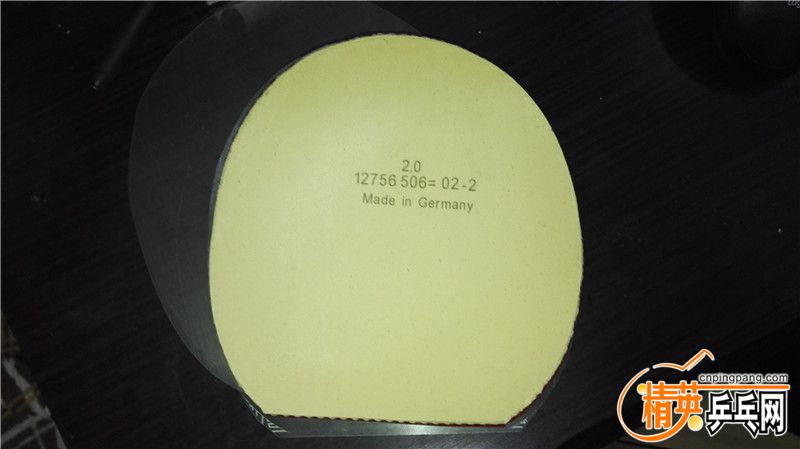 2.0
12756 506= 02-2
Made in Germany
cnpingpang.com
精英乒乓网